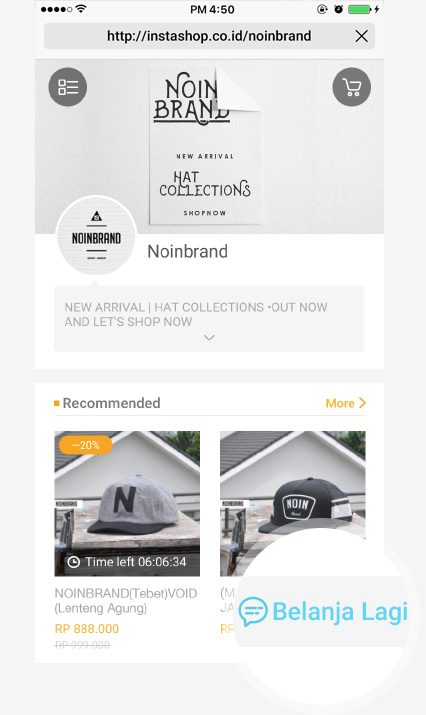 PM 4:50
http://instashop.co.id/noinbrand
NOIN
BRAND
NEW ARRIVAL
HAT
COLLECTIONS
SHOPNOW
NOINBRAND
Noinbrand
NEW ARRIVAL | HAT COLLECTIONS •OUT NOW
AND LET'S SHOP NOW
Recommended
More
–20%
N
NOINBRAND
Time left 06:06:34
NOIN
Brand
NOINBRAND
NOINBRAND(Tebet)VOID
(Lenteng Agung)
RP 888.000
RP 999.000
(M
JA
RP
Belanja Lagi